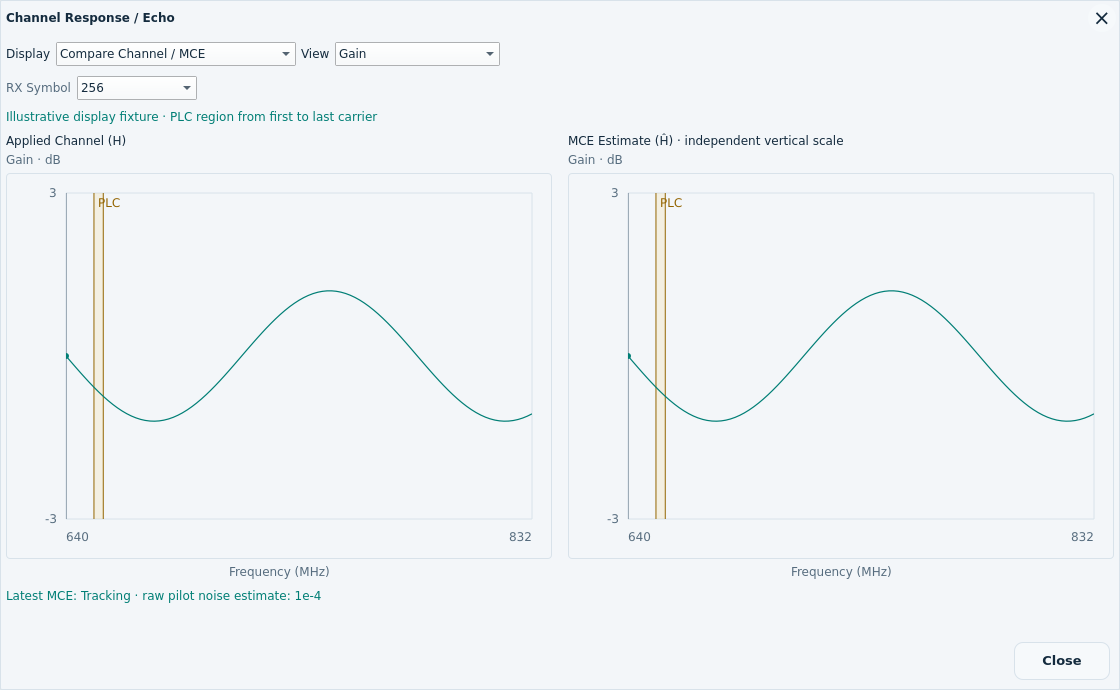 Channel Response / Echo
Display Compare Channel / MCE View Gain
RX Symbol 256
Illustrative display fixture · PLC region from first to last carrier
Applied Channel (H)
Gain · dB
3
PLC
-3
640 832
Frequency (MHz)
MCE Estimate (Ĥ) · independent vertical scale
Gain · dB
3
PLC
-3
640 832
Frequency (MHz)
Latest MCE: Tracking · raw pilot noise estimate: 1e-4
Close